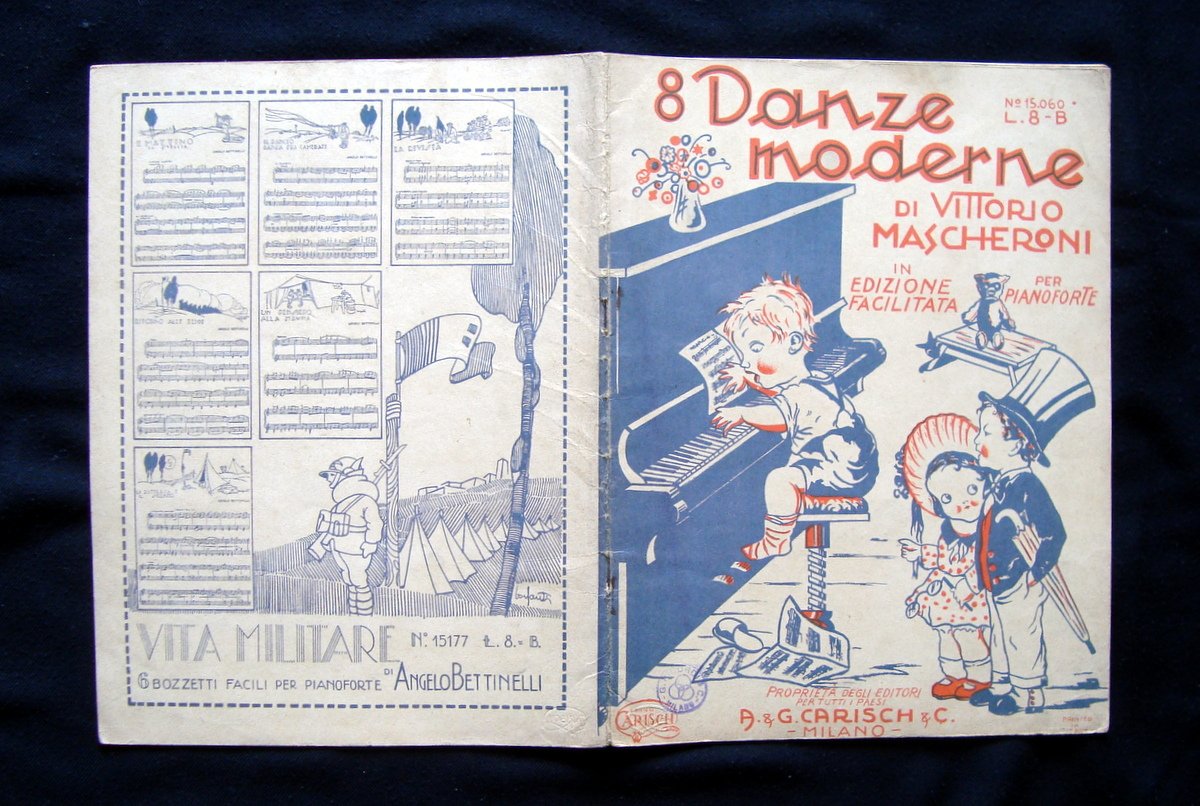 LA RIVISTA
VITA MILITARE Nº 15177 L. 8.= B.
6 BOZZETTI FACILI PER PIANOFORTE DI ANGELO BETTINELLI
8 Danze
moderne
Nº 15.060
L. 8 - B
DI VITTORIO
MASCHERONI
IN
EDIZIONE
FACILITATA
PER
PIANOFORTE
PROPRIETÀ DEGLI EDITORI
PER TUTTI I PAESI
A. & G. CARISCH & C.
- MILANO -
CARISCH
MILANO